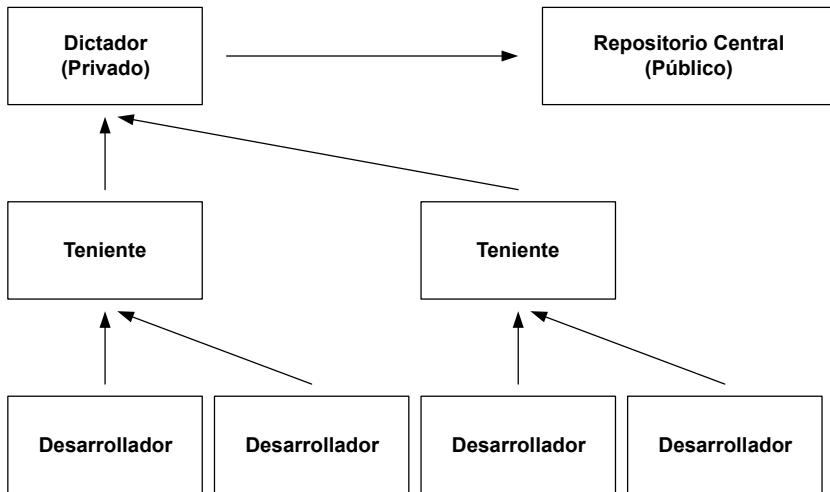 Dictador
(Privado)
Repositorio Central
(Público)
Teniente
Teniente
Desarrollador
Desarrollador
Desarrollador
Desarrollador